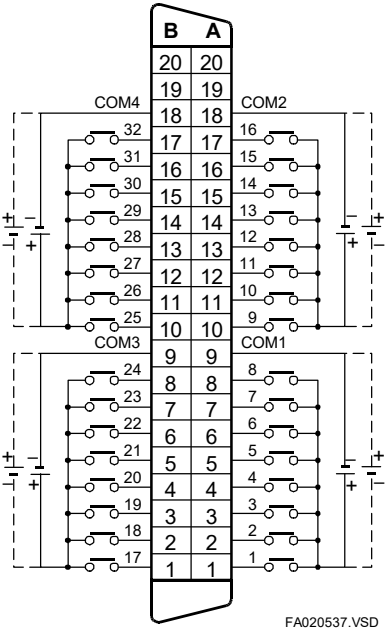 B A
20 20
19 19
COM4 18 18 COM2
32 17 17 16
31 16 16 15
30 15 15 14
29 14 14 13
+ − 28 13 13 12 − +
− + 27 12 12 11 + −
26 11 11 10
25 10 10 9
COM3 9 9 COM1
24 8 8 8
23 7 7 7
22 6 6 6
+ − 21 5 5 5 − +
− + 20 4 4 4 + −
19 3 3 3
18 2 2 2
17 1 1 1
FA020537.VSD